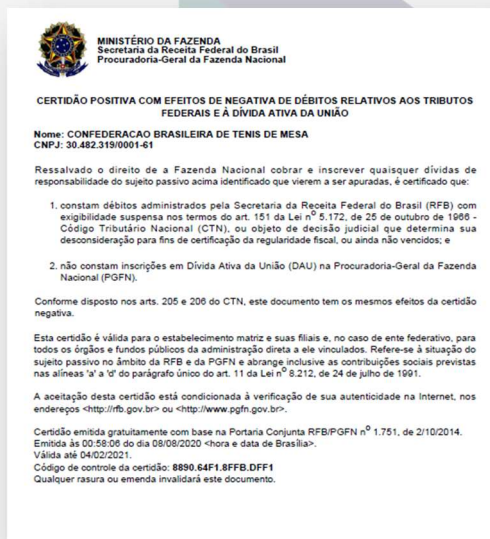 MINISTÉRIO DA FAZENDA
Secretaria da Receita Federal do Brasil
Procuradoria-Geral da Fazenda Nacional
CERTIDÃO POSITIVA COM EFEITOS DE NEGATIVA DE DÉBITOS RELATIVOS AOS TRIBUTOS
FEDERAIS E À DÍVIDA ATIVA DA UNIÃO
Nome: CONFEDERACAO BRASILEIRA DE TENIS DE MESA
CNPJ: 30.482.319/0001-61
Ressalvado o direito de a Fazenda Nacional cobrar e inscrever quaisquer dívidas de
responsabilidade do sujeito passivo acima identificado que vierem a ser apuradas, é certificado que:
1. constam débitos administrados pela Secretaria da Receita Federal do Brasil (RFB) com
exigibilidade suspensa nos termos do art. 151 da Lei nº 5.172, de 25 de outubro de 1966 -
Código Tributário Nacional (CTN), ou objeto de decisão judicial que determina sua
desconsideração para fins de certificação da regularidade fiscal, ou ainda não vencidos; e
2. não constam inscrições em Dívida Ativa da União (DAU) na Procuradoria-Geral da Fazenda
Nacional (PGFN).
Conforme disposto nos arts. 205 e 206 do CTN, este documento tem os mesmos efeitos da certidão
negativa.
Esta certidão é válida para o estabelecimento matriz e suas filiais e, no caso de ente federativo, para
todos os órgãos e fundos públicos da administração direta a ele vinculados. Refere-se à situação do
sujeito passivo no âmbito da RFB e da PGFN e abrange inclusive as contribuições sociais previstas
nas alíneas 'a' a 'd' do parágrafo único do art. 11 da Lei nº 8.212, de 24 de julho de 1991.
A aceitação desta certidão está condicionada à verificação de sua autenticidade na Internet, nos
endereços <http://rfb.gov.br> ou <http://www.pgfn.gov.br>.
Certidão emitida gratuitamente com base na Portaria Conjunta RFB/PGFN nº 1.751, de 2/10/2014.
Emitida às 00:58:06 do dia 08/08/2020 <hora e data de Brasília>.
Válida até 04/02/2021.
Código de controle da certidão: 8890.64F1.8FFB.DFF1
Qualquer rasura ou emenda invalidará este documento.